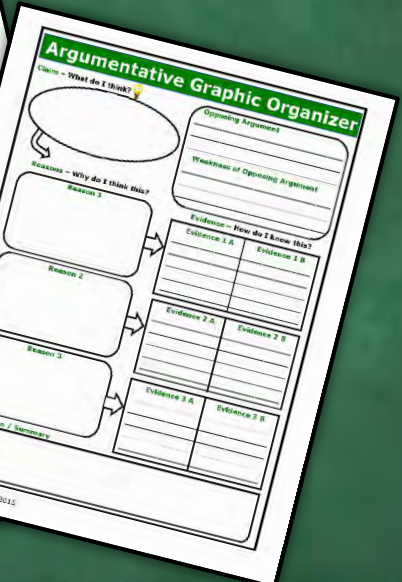 Argumentative Graphic Organizer
Claim – What do I think?
Opposing Argument
Weakness of Opposing Argument
Reasons – Why do I think this?
Evidence – How do I know this?
Reason 1
Evidence 1 A
Evidence 1 B
Reason 2
Evidence 2 A
Evidence 2 B
Reason 3
Evidence 3 A
Evidence 3 B
/ Summary
2015